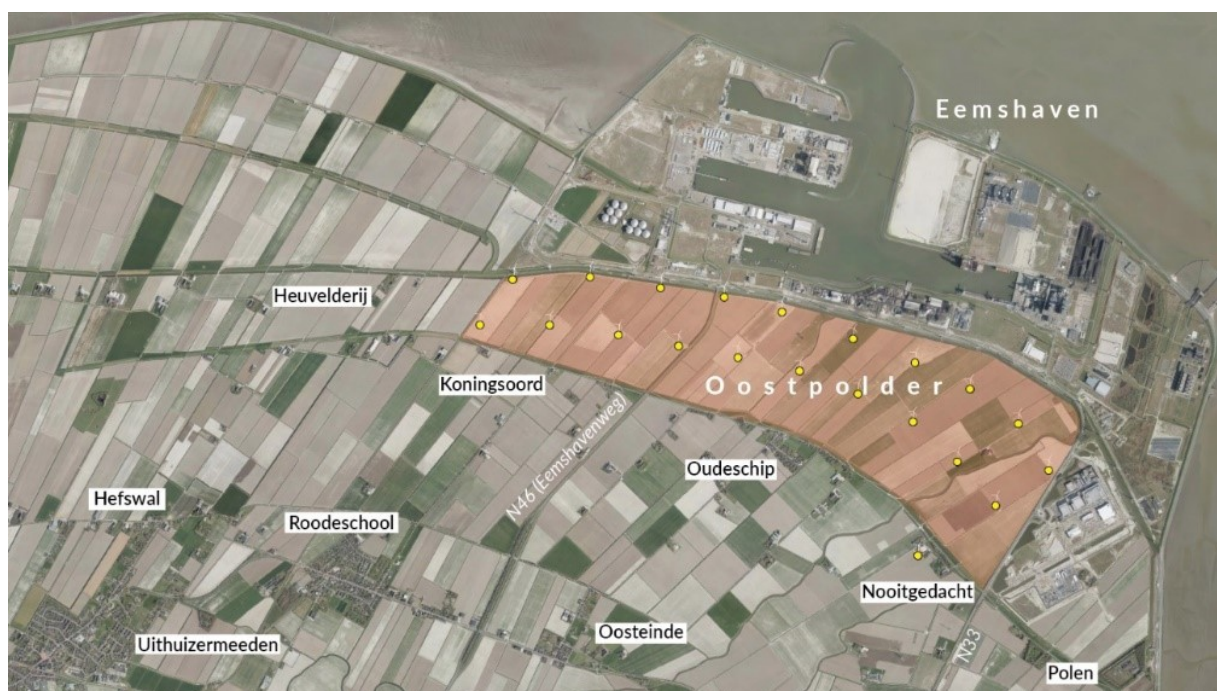 Eemshaven
Heuvelderij
Koningsoord
Oostpolder
N46 (Eemshavenweg)
Oudeschip
Hefswal
Roodeschool
Nooitgedacht
Oosteinde
Uithuizermeeden
N33
Polen